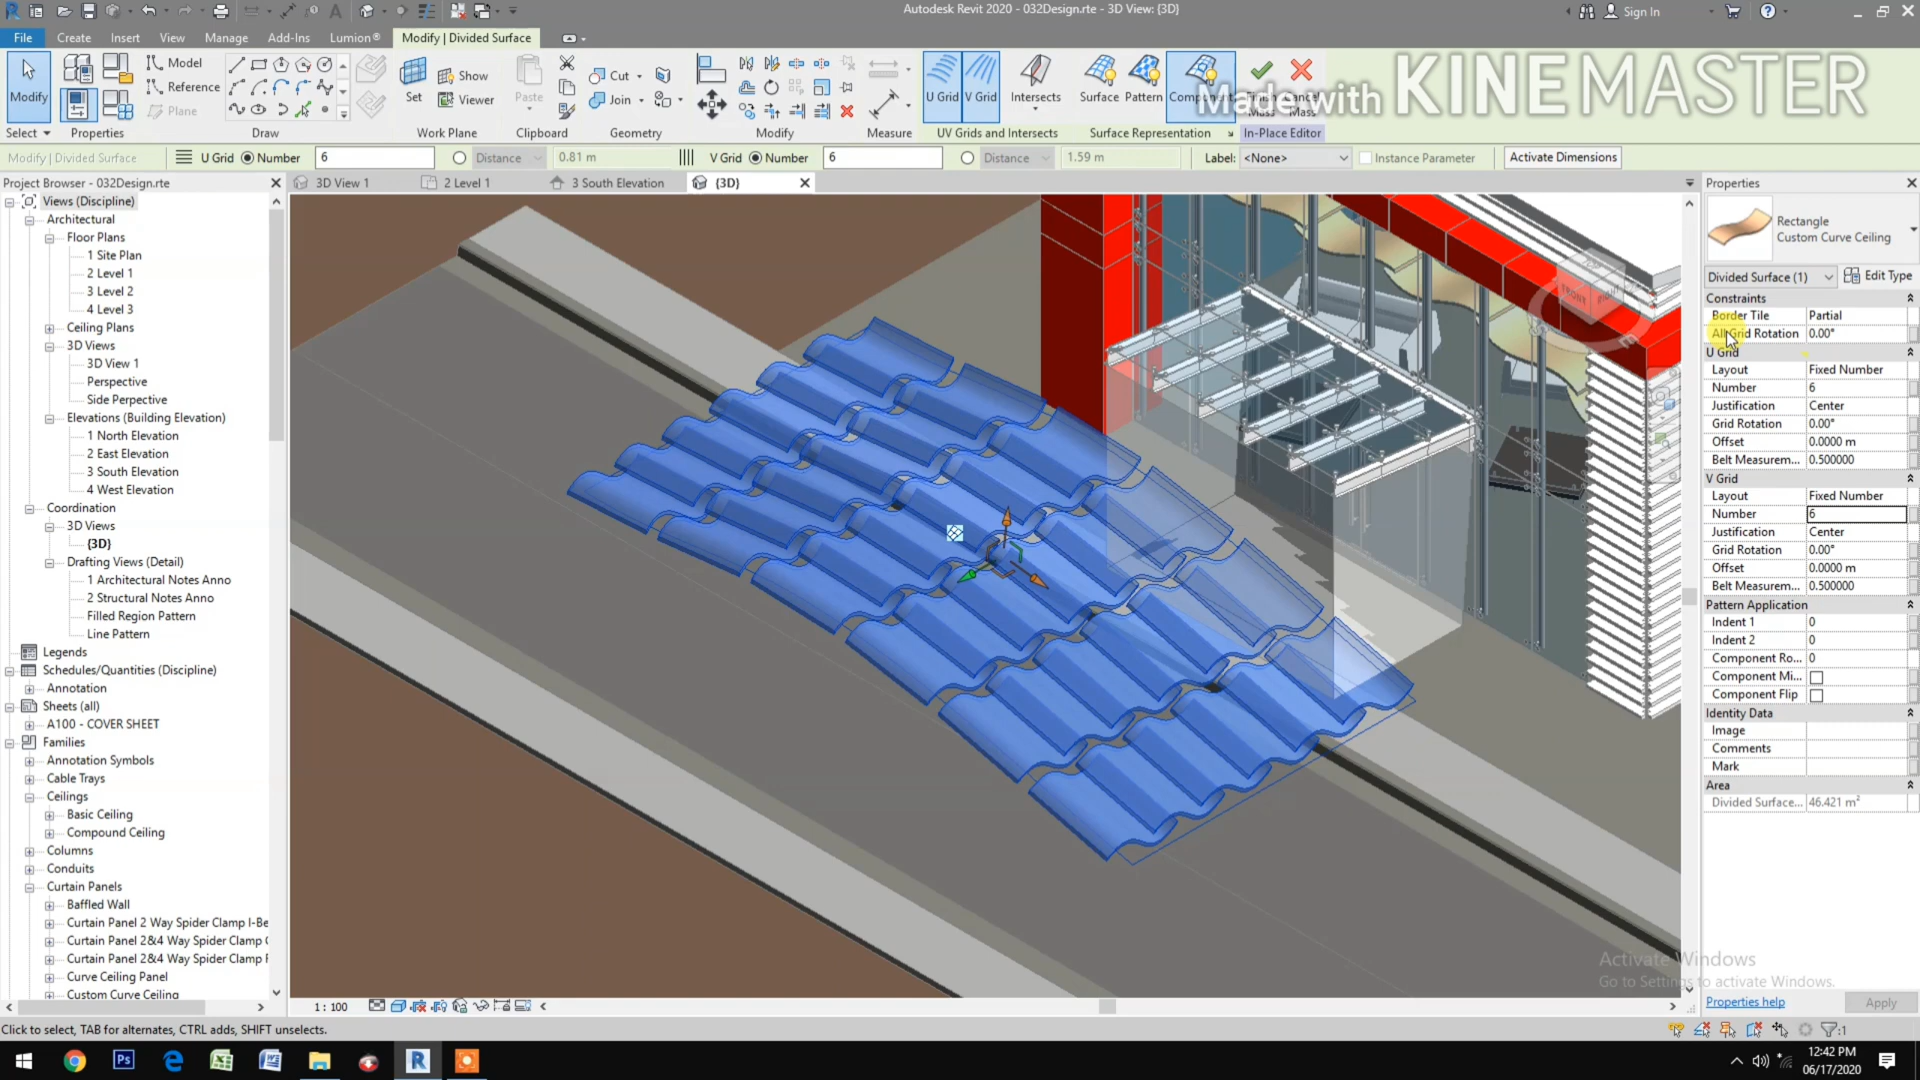 Autodesk Revit 2020 - 032Design.rte - 3D View: {3D}
Sign In
File Create Insert View Manage Add-Ins Lumion® Modify | Divided Surface
Modify
Model
Reference
Plane
Set
Show
Viewer
Paste
Cut
Join
U Grid V Grid
Intersects
Surface Pattern
Made with KINEMASTER
Select Properties Draw Work Plane Clipboard Geometry Modify Measure UV Grids and Intersects Surface Representation In-Place Editor
Modify | Divided Surface U Grid Number 6 Distance 0.81 m V Grid Number 6 Distance 1.59 m Label: <None> Instance Parameter Activate Dimensions
Project Browser - 032Design.rte
3D View 1
2 Level 1
3 South Elevation
{3D}
Views (Discipline)
Architectural
Floor Plans
1 Site Plan
2 Level 1
3 Level 2
4 Level 3
Ceiling Plans
3D Views
3D View 1
Perspective
Side Perpective
Elevations (Building Elevation)
1 North Elevation
2 East Elevation
3 South Elevation
4 West Elevation
Coordination
3D Views
{3D}
Drafting Views (Detail)
1 Architectural Notes Anno
2 Structural Notes Anno
Filled Region Pattern
Line Pattern
Legends
Schedules/Quantities (Discipline)
Annotation
Sheets (all)
A100 - COVER SHEET
Families
Annotation Symbols
Cable Trays
Ceilings
Basic Ceiling
Compound Ceiling
Columns
Conduits
Curtain Panels
Baffled Wall
Curtain Panel 2 Way Spider Clamp I-Be
Curtain Panel 2&4 Way Spider Clamp
Curtain Panel 2&4 Way Spider Clamp
Curve Ceiling Panel
Custom Curve Ceiling
FRONT RIGHT
Properties
Rectangle
Custom Curve Ceiling
Divided Surface (1) Edit Type
Constraints
Border Tile Partial
All Grid Rotation 0.00°
U Grid
Layout Fixed Number
Number 6
Justification Center
Grid Rotation 0.00°
Offset 0.0000 m
Belt Measurem... 0.500000
V Grid
Layout Fixed Number
Number 6
Justification Center
Grid Rotation 0.00°
Offset 0.0000 m
Belt Measurem... 0.500000
Pattern Application
Indent 1 0
Indent 2 0
Component Ro... 0
Component Mi...
Component Flip
Identity Data
Image
Comments
Mark
Area
Divided Surface... 46.421 m²
Activate Windows
Go to Settings to activate Windows.
Properties help Apply
1 : 100
Click to select, TAB for alternates, CTRL adds, SHIFT unselects.
:1
12:42 PM
06/17/2020